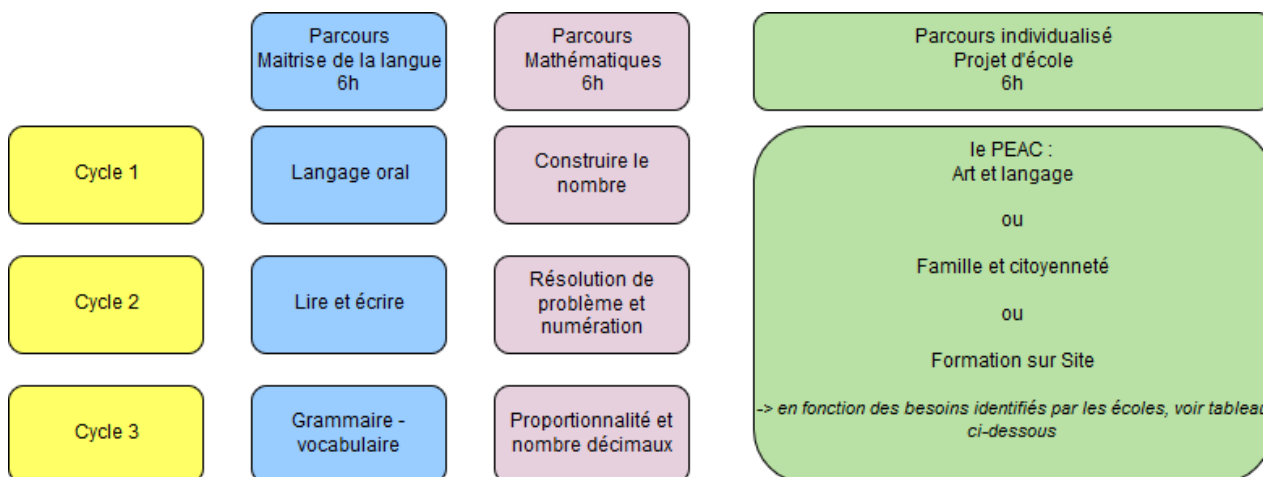 Parcours
Maitrise de la langue
6h
Parcours
Mathématiques
6h
Parcours individualisé
Projet d'école
6h
Cycle 1
Langage oral
Construire le
nombre
le PEAC :
Art et langage
ou
Famille et citoyenneté
ou
Formation sur Site
-> en fonction des besoins identifiés par les écoles, voir tableau
ci-dessous
Cycle 2
Lire et écrire
Résolution de
problème et
numération
Cycle 3
Grammaire -
vocabulaire
Proportionnalité et
nombre décimaux